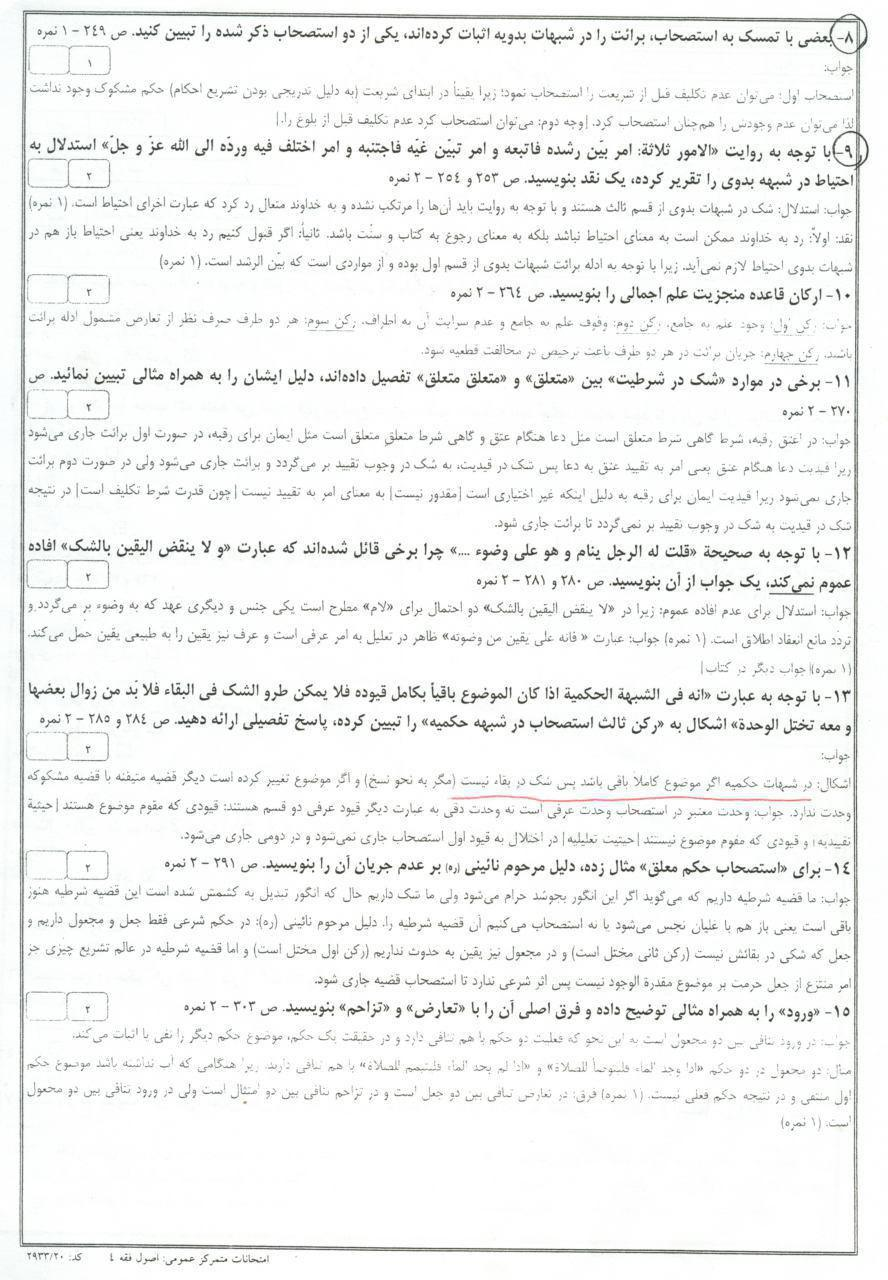 ۸- بعضی با تمسک به استصحاب، برائت را در شبهات بدویه اثبات کرده‌اند، یکی از دو استصحاب ذکر شده را تبیین کنید. ص ۲۴۹ - ۱ نمره
۱
جواب:
استصحاب اول: می‌توان عدم تکلیف قبل از شریعت را استصحاب نمود؛ زیرا یقیناً در ابتدای شریعت (به دلیل تدریجی بودن تشریع احکام) حکم مشکوک وجود نداشت
لذا می‌توان عدم وجودش را هم‌چنان استصحاب کرد. |وجه دوم: می‌توان استصحاب کرد عدم تکلیف قبل از بلوغ را.|
۹- با توجه به روایت «الامور ثلاثة: امر بیّن رشده فاتبعه و امر تبیّن غیّه فاجتنبه و امر اختلف فیه وردّه الی الله عزّ و جلّ» استدلال به
احتیاط در شبهه بدوی را تقریر کرده، یک نقد بنویسید. ص ۲۵۳ و ۲۵۴ - ۲ نمره
۲
جواب: استدلال: شک در شبهات بدوی از قسم ثالث هستند و با توجه به روایت باید آن‌ها را مرتکب نشده و به خداوند متعال رد کرد که عبارت اخرای احتیاط است. (۱ نمره)
نقد: اولاً: رد به خداوند ممکن است به معنای احتیاط نباشد بلکه به معنای رجوع به کتاب و سنّت باشد. ثانیاً: اگر قبول کنیم رد به خداوند یعنی احتیاط باز هم در
شبهات بدوی احتیاط لازم نمی‌آید. زیرا با توجه به ادله برائت شبهات بدوی از قسم اول بوده و از مواردی است که بیّن الرشد است. (۱ نمره)
۱۰- ارکان قاعده منجزیت علم اجمالی را بنویسید. ص ۲۶۴ - ۲ نمره
۲
جواب: رکن اول: وجود علم به جامع. رکن دوم: وقوف علم به جامع و عدم سرایت آن به اطراف. رکن سوم: هر دو طرف صرف نظر از تعارض مشمول ادله برائت
باشند. رکن چهارم: جریان برائت در هر دو طرف باعث ترخیص در مخالفت قطعیه شود.
۱۱- برخی در موارد «شک در شرطیت» بین «متعلق» و «متعلق متعلق» تفصیل داده‌اند، دلیل ایشان را به همراه مثالی تبیین نمائید. ص
۲۷۰ - ۲ نمره
۲
جواب: در اعتق رقبه، شرط گاهی شرط متعلق است مثل دعا هنگام عتق و گاهی شرط متعلقِ متعلق است مثل ایمان برای رقبه، در صورت اول برائت جاری می‌شود
زیرا قیدیت دعا هنگام عتق یعنی امر به تقیید عتق به دعا پس شک در قیدیت، به شک در وجوب تقیید بر می‌گردد و برائت جاری می‌شود ولی در صورت دوم برائت
جاری نمی‌شود زیرا قیدیت ایمان برای رقبه به دلیل اینکه غیر اختیاری است |مقدور نیست| به معنای امر به تقیید نیست |چون قدرت شرط تکلیف است| در نتیجه
شک در قیدیت به شک در وجوب تقیید بر نمی‌گردد تا برائت جاری شود.
۱۲- با توجه به صحیحة «قلت له الرجل ینام و هو علی وضوء ....» چرا برخی قائل شده‌اند که عبارت «و لا ینقض الیقین بالشک» افاده
عموم نمی‌کند، یک جواب از آن بنویسید. ص ۲۸۰ و ۲۸۱ - ۲ نمره
۲
جواب: استدلال برای عدم افاده عموم: زیرا در «لا ینقض الیقین بالشک» دو احتمال برای «لام» مطرح است یکی جنس و دیگری عهد که به وضوء بر می‌گردد و
تردّد مانع انعقاد اطلاق است. (۱ نمره) جواب: عبارت « فانه علی یقین من وضوئه» ظاهر در تعلیل به امر عرفی است و عرف نیز یقین را به طبیعی یقین حمل می‌کند.
(۱ نمره)|جواب دیگر در کتاب|
۱۳- با توجه به عبارت «انه فی الشبهة الحکمیة اذا کان الموضوع باقیاً بکامل قیوده فلا یمکن طرو الشک فی البقاء فلا بُد من زوال بعضها
و معه تختل الوحدة» اشکال به «رکن ثالث استصحاب در شبهه حکمیه» را تبیین کرده، پاسخ تفصیلی ارائه دهید. ص ۲۸۴ و ۲۸۵ - ۲ نمره
۲
جواب:
اشکال: در شبهات حکمیه اگر موضوع کاملاً باقی باشد پس شک در بقاء نیست (مگر به نحو نسخ) و اگر موضوع تغییر کرده است دیگر قضیه متیقنه با قضیه مشکوکه
وحدت ندارد. جواب: وحدت معتبر در استصحاب وحدت عرفی است نه وحدت دقی به عبارت دیگر قیود عرفی دو قسم هستند: قیودی که مقوم موضوع هستند |حیثیة
تقییدیه| و قیودی که مقوم موضوع نیستند |حیثیت تعلیلیه| در اختلال به قیود اول استصحاب جاری نمی‌شود و در دومی جاری می‌شود.
۱۴- برای «استصحاب حکم معلق» مثال زده، دلیل مرحوم نائینی (ره) بر عدم جریان آن را بنویسید. ص ۲۹۱ - ۲ نمره
۲
جواب: ما قضیه شرطیه داریم که می‌گوید اگر این انگور بجوشد حرام می‌شود ولی ما شک داریم حال که انگور تبدیل به کشمش شده است این قضیه شرطیه هنوز
باقی است یعنی باز هم با غلیان نجس می‌شود یا نه استصحاب می‌کنیم آن قضیه شرطیه را. دلیل مرحوم نائینی (ره): در حکم شرعی فقط جعل و مجعول داریم و
جعل که شکی در بقائش نیست (رکن ثانی مختل است) و در مجعول نیز یقین به حدوث نداریم (رکن اول مختل است) و اما قضیه شرطیه در عالم تشریع چیزی جز
امر منتزع از جعل حرمت بر موضوع مقدرة الوجود نیست پس اثر شرعی ندارد تا استصحاب قضیه جاری شود.
۱۵- «ورود» را به همراه مثالی توضیح داده و فرق اصلی آن را با «تعارض» و «تزاحم» بنویسید. ص ۳۰۳ - ۲ نمره
۲
جواب: در ورود تنافی بین دو مجعول است به این نحو که فعلیت دو حکم با هم تنافی دارد و در حقیقت یک حکم، موضوع حکم دیگر را نفی یا اثبات می‌کند.
مثال: دو مجعول در دو حکم «اذا وجد الماء فلیتوضأ للصلاة» و «اذا لم یجد الماء فلیتیمم للصلاة» با هم تنافی دارند. زیرا هنگامی که آب نداشته باشد موضوع حکم
اول منتفی و در نتیجه حکم فعلی نیست. (۱ نمره) فرق: در تعارض تنافی بین دو جعل است و در تزاحم تنافی بین دو امتثال است ولی در ورود تنافی بین دو مجعول
است. (۱ نمره)
امتحانات متمرکز عمومی: اصول فقه ۴ کد: ۲۹۳۳/۲۰